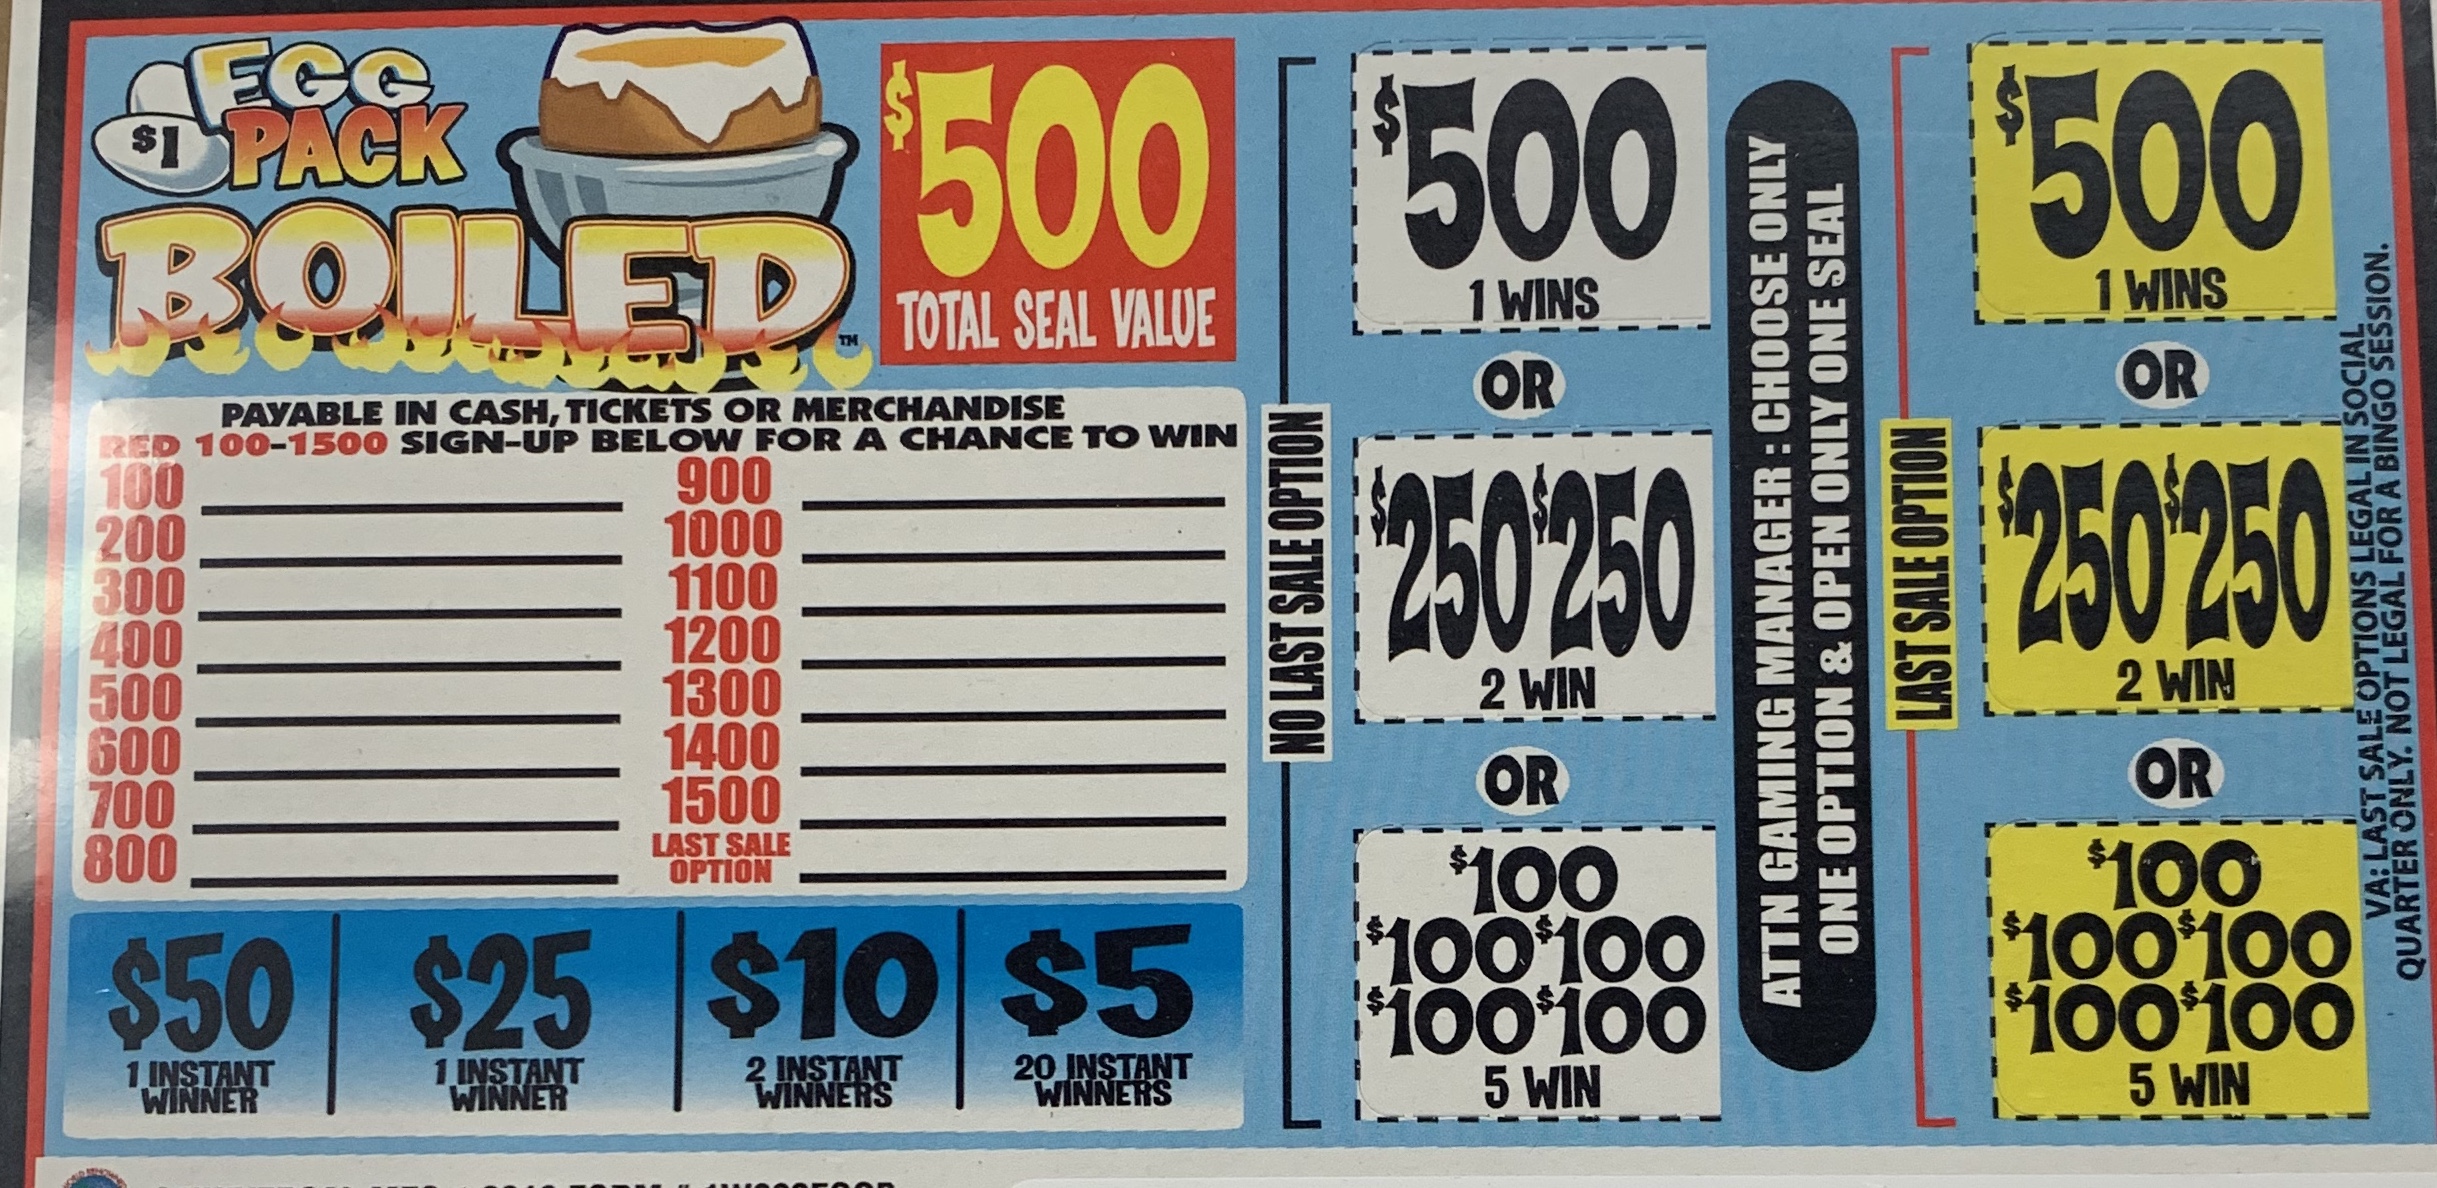 $1
EGG
PACK
BOILED™
$500
TOTAL SEAL VALUE
PAYABLE IN CASH, TICKETS OR MERCHANDISE
RED 100-1500 SIGN-UP BELOW FOR A CHANCE TO WIN
100
200
300
400
500
600
700
800
900
1000
1100
1200
1300
1400
1500
LAST SALE
OPTION
$50
1 INSTANT
WINNER
$25
1 INSTANT
WINNER
$10
2 INSTANT
WINNERS
$5
20 INSTANT
WINNERS
NO LAST SALE OPTION
$500
1 WINS
OR
$250 $250
2 WIN
OR
$100
$100 $100
$100 $100
5 WIN
ATTN GAMING MANAGER: CHOOSE ONLY
ONE OPTION & OPEN ONLY ONE SEAL
LAST SALE OPTION
$500
1 WINS
OR
$250 $250
2 WIN
OR
$100
$100 $100
$100 $100
5 WIN
VA: LAST SALE OPTIONS LEGAL IN SOCIAL
QUARTER ONLY. NOT LEGAL FOR A BINGO SESSION.